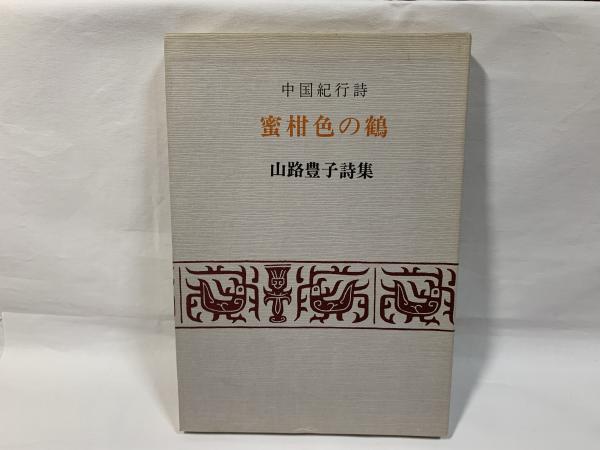 中国紀行詩
蜜柑色の鶴
山路豊子詩集